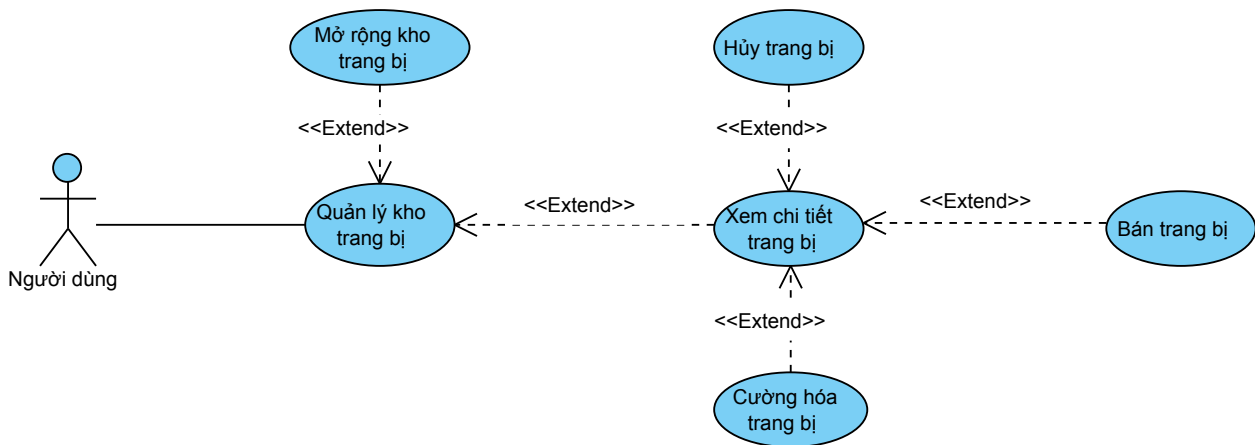 Mở rộng kho
trang bị
Hủy trang bị
<<Extend>>
<<Extend>>
Người dùng
Quản lý kho
trang bị
<<Extend>>
Xem chi tiết
trang bị
<<Extend>>
Bán trang bị
<<Extend>>
Cường hóa
trang bị